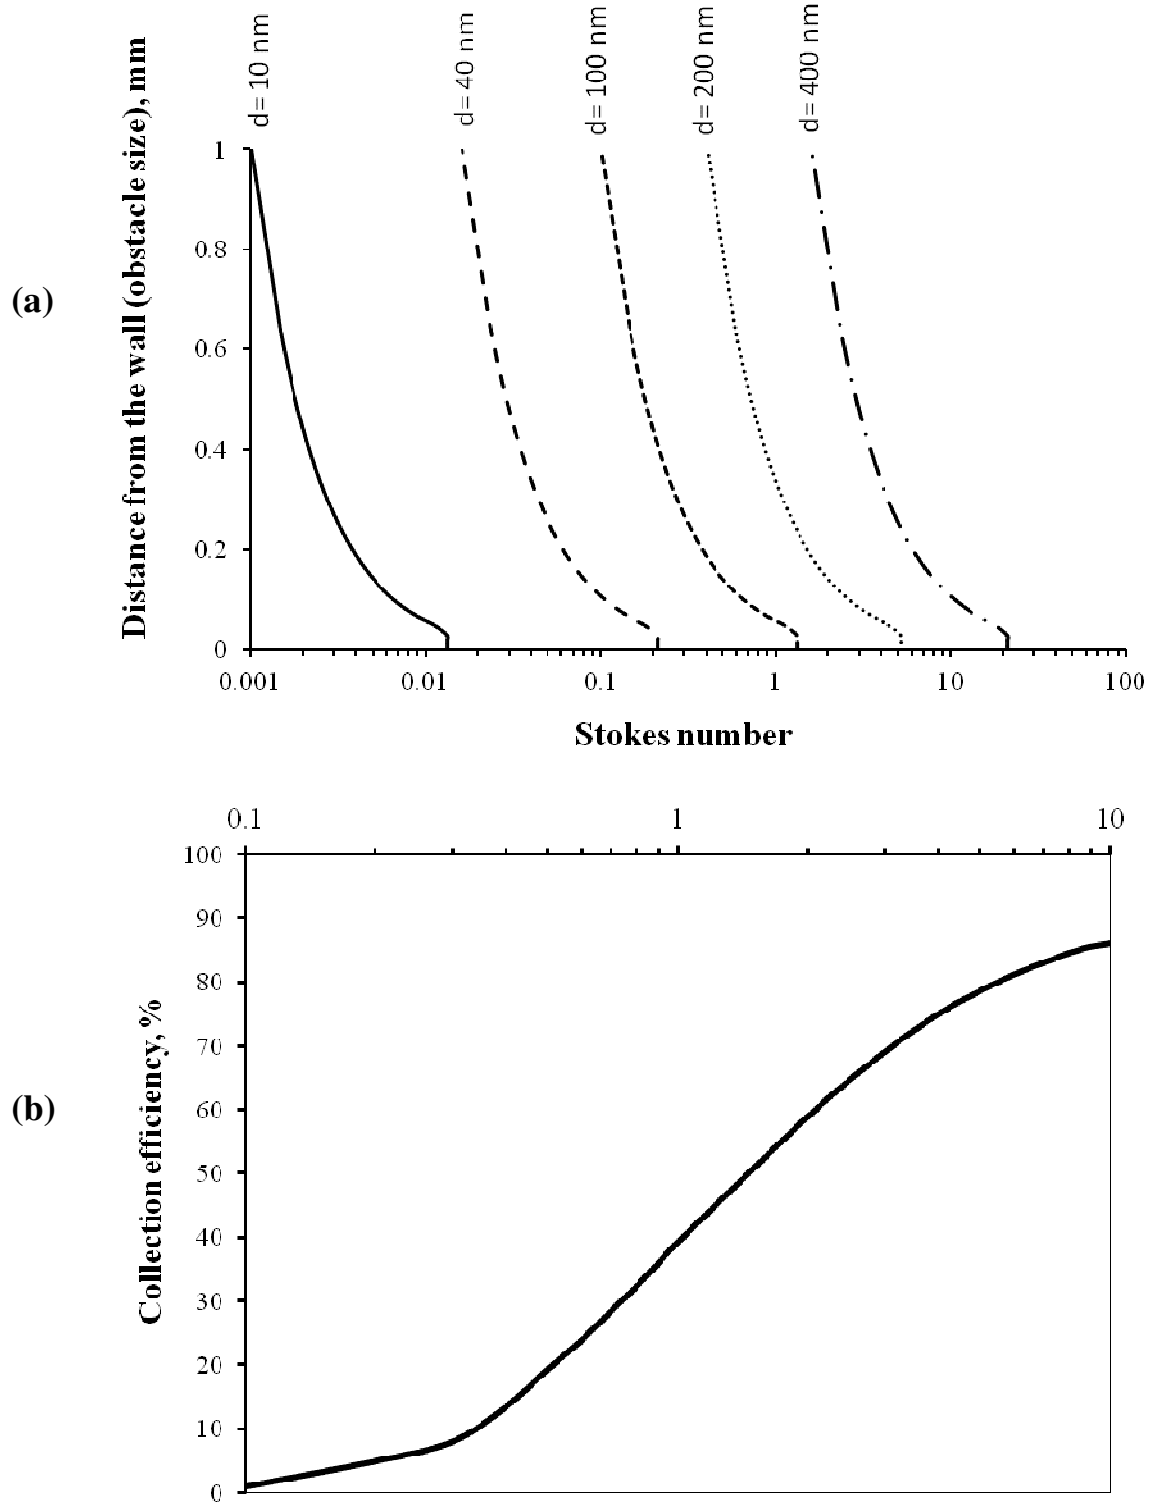 d= 10 nm
d= 40 nm
d= 100 nm
d= 200 nm
d= 400 nm
(a)
Distance from the wall (obstacle size), mm
1
0.8
0.6
0.4
0.2
0
0.001
0.01
0.1
1
10
100
Stokes number
0.1
1
10
(b)
Collection efficiency, %
100
90
80
70
60
50
40
30
20
10
0